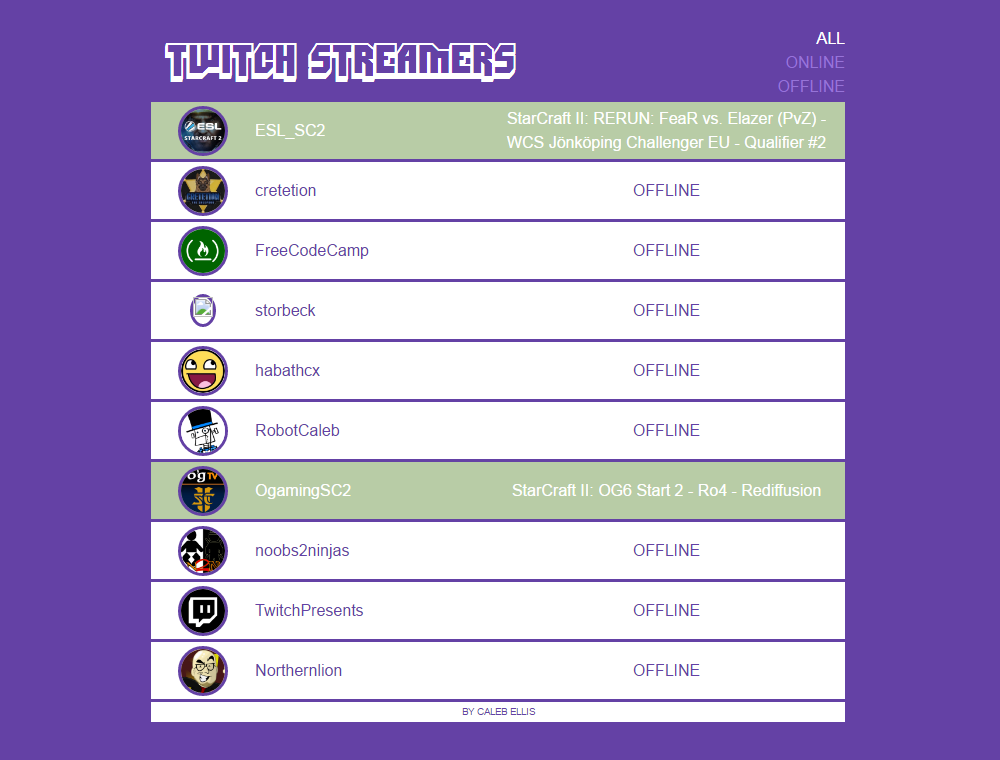 TWITCH STREAMERS
ALL
ONLINE
OFFLINE
ESL
STARCRAFT 2
ESL_SC2
StarCraft II: RERUN: FeaR vs. Elazer (PvZ) -
WCS Jönköping Challenger EU - Qualifier #2
cretetion
OFFLINE
FreeCodeCamp
OFFLINE
storbeck
OFFLINE
habathcx
OFFLINE
RobotCaleb
OFFLINE
O'G TV
OgamingSC2
StarCraft II: OG6 Start 2 - Ro4 - Rediffusion
noobs2ninjas
OFFLINE
TwitchPresents
OFFLINE
Northernlion
OFFLINE
BY CALEB ELLIS